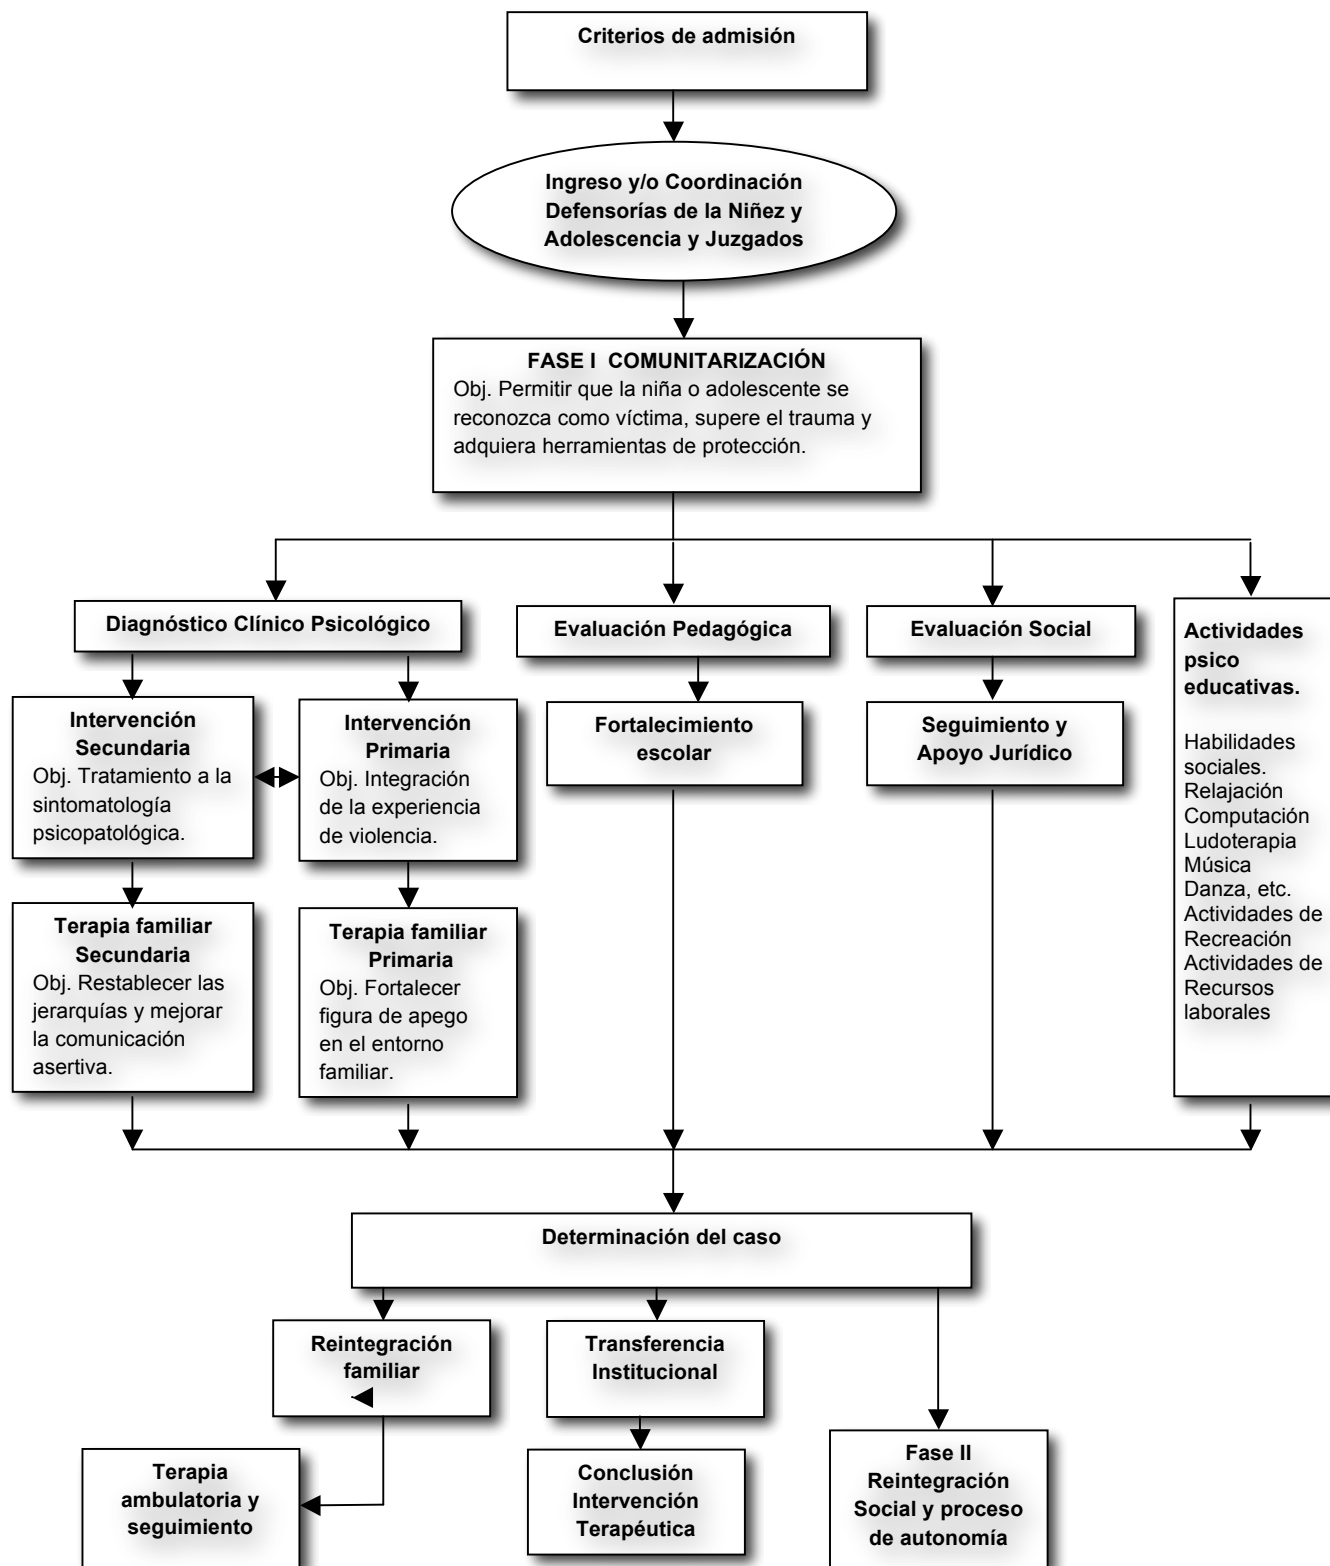 Criterios de admisión
Ingreso y/o Coordinación
Defensorías de la Niñez y
Adolescencia y Juzgados
FASE I  COMUNITARIZACIÓN
Obj. Permitir que la niña o adolescente se
reconozca como víctima, supere el trauma y
adquiera herramientas de protección.
Diagnóstico Clínico Psicológico
Intervención
Secundaria
Obj. Tratamiento a la
sintomatología
psicopatológica.
Terapia familiar
Secundaria
Obj. Restablecer las
jerarquías y mejorar
la comunicación
asertiva.
Intervención
Primaria
Obj. Integración
de la experiencia
de violencia.
Terapia familiar
Primaria
Obj. Fortalecer
figura de apego
en el entorno
familiar.
Evaluación Pedagógica
Fortalecimiento
escolar
Evaluación Social
Seguimiento y
Apoyo Jurídico
Actividades
psico
educativas.
Habilidades
sociales.
Relajación
Computación
Ludoterapia
Música
Danza, etc.
Actividades de
Recreación
Actividades de
Recursos
laborales
Determinación del caso
Reintegración
familiar
Terapia
ambulatoria y
seguimiento
Transferencia
Institucional
Conclusión
Intervención
Terapéutica
Fase II
Reintegración
Social y proceso
de autonomía